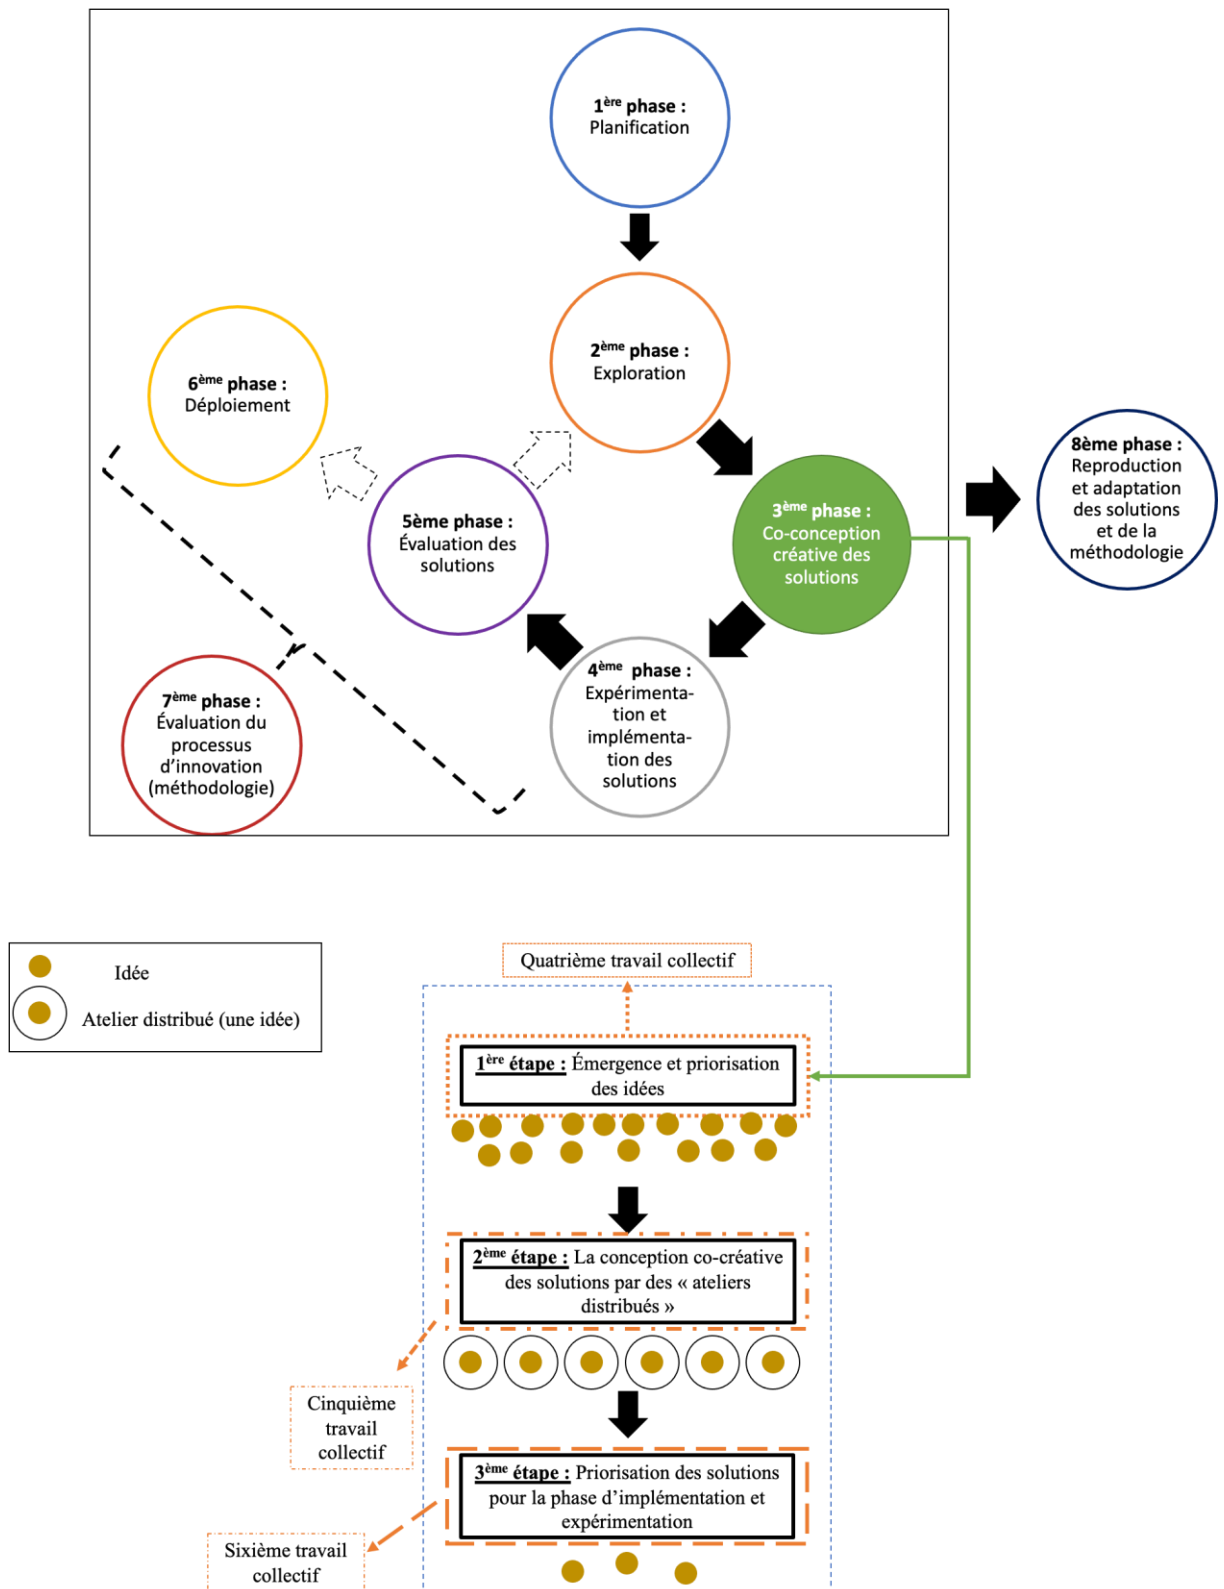 1ère phase :
Planification
2ème phase :
Exploration
6ème phase :
Déploiement
8ème phase :
Reproduction
et adaptation
des solutions
et de la
méthodologie
3ème phase :
Co-conception
créative des
solutions
5ème phase :
Évaluation des
solutions
4ème phase :
Expérimenta-
tion et
implémenta-
tion des
solutions
7ème phase :
Évaluation du
processus
d’innovation
(méthodologie)
Idée
Atelier distribué (une idée)
Quatrième travail collectif
1ère étape : Émergence et priorisation
des idées
2ème étape : La conception co-créative
des solutions par des « ateliers
distribués »
Cinquième
travail
collectif
3ème étape : Priorisation des solutions
pour la phase d’implémentation et
expérimentation
Sixième travail
collectif